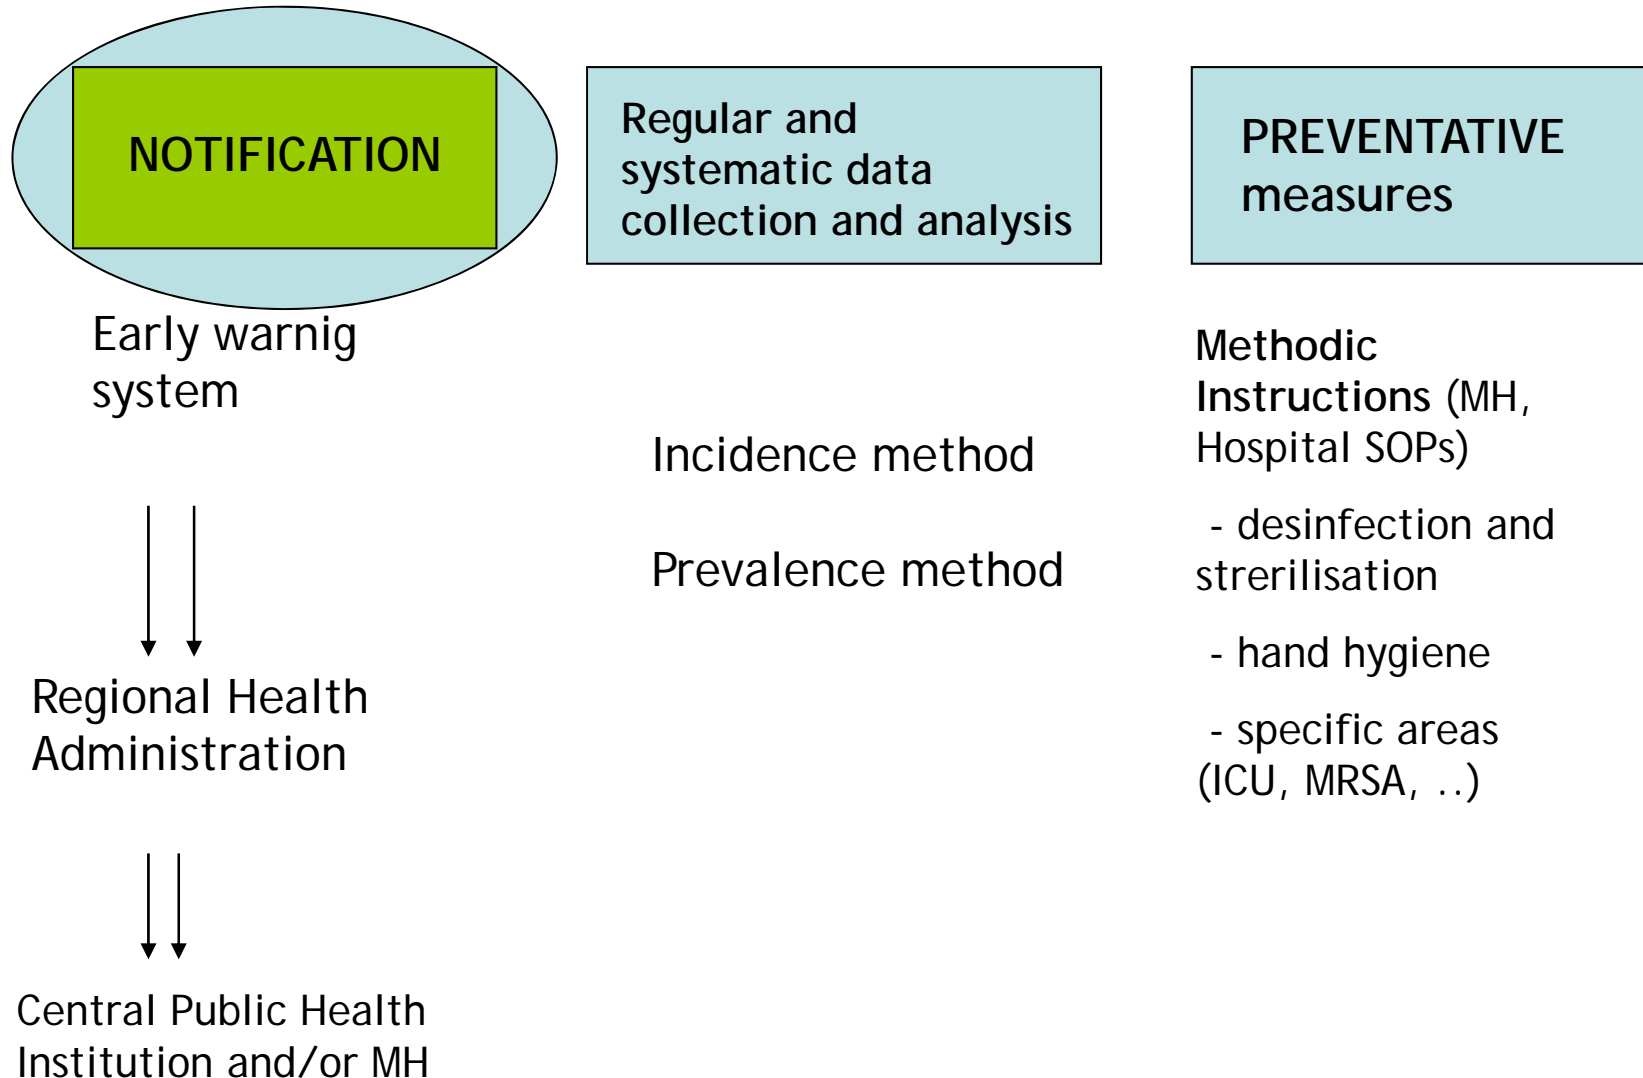 NOTIFICATION
Early warnig
system
Regional Health
Administration
Central Public Health
Institution and/or MH
Regular and
systematic data
collection and analysis
Incidence method
Prevalence method
PREVENTATIVE
measures
Methodic
Instructions (MH,
Hospital SOPs)
- desinfection and
strerilisation
- hand hygiene
- specific areas
(ICU, MRSA, ..)